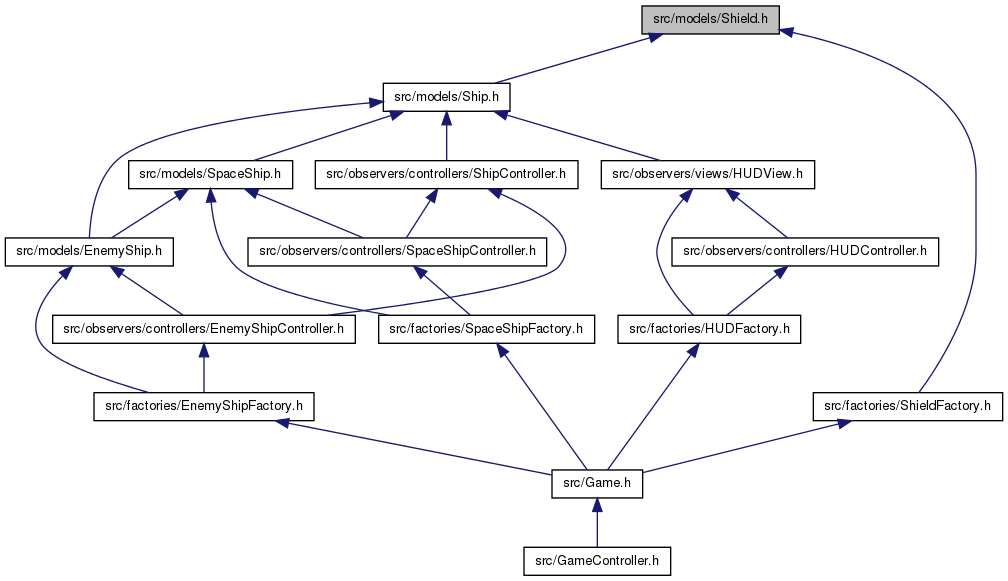 src/models/Shield.h
src/models/Ship.h
src/models/SpaceShip.h
src/observers/controllers/ShipController.h
src/observers/views/HUDView.h
src/models/EnemyShip.h
src/observers/controllers/SpaceShipController.h
src/observers/controllers/HUDController.h
src/observers/controllers/EnemyShipController.h
src/factories/SpaceShipFactory.h
src/factories/HUDFactory.h
src/factories/EnemyShipFactory.h
src/factories/ShieldFactory.h
src/Game.h
src/GameController.h